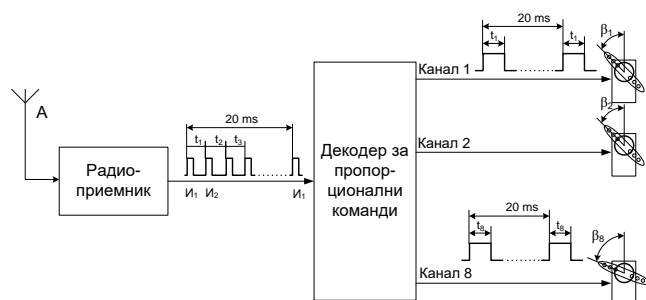 A
Радио-
приемник
20 ms
t₁ t₂ t₃
И₁ И₂ И₁
Декодер за
пропор-
ционални
команди
20 ms
t₁ t₁
Канал 1
β₁
Канал 2
β₂
20 ms
t₈ t₈
Канал 8
β₈